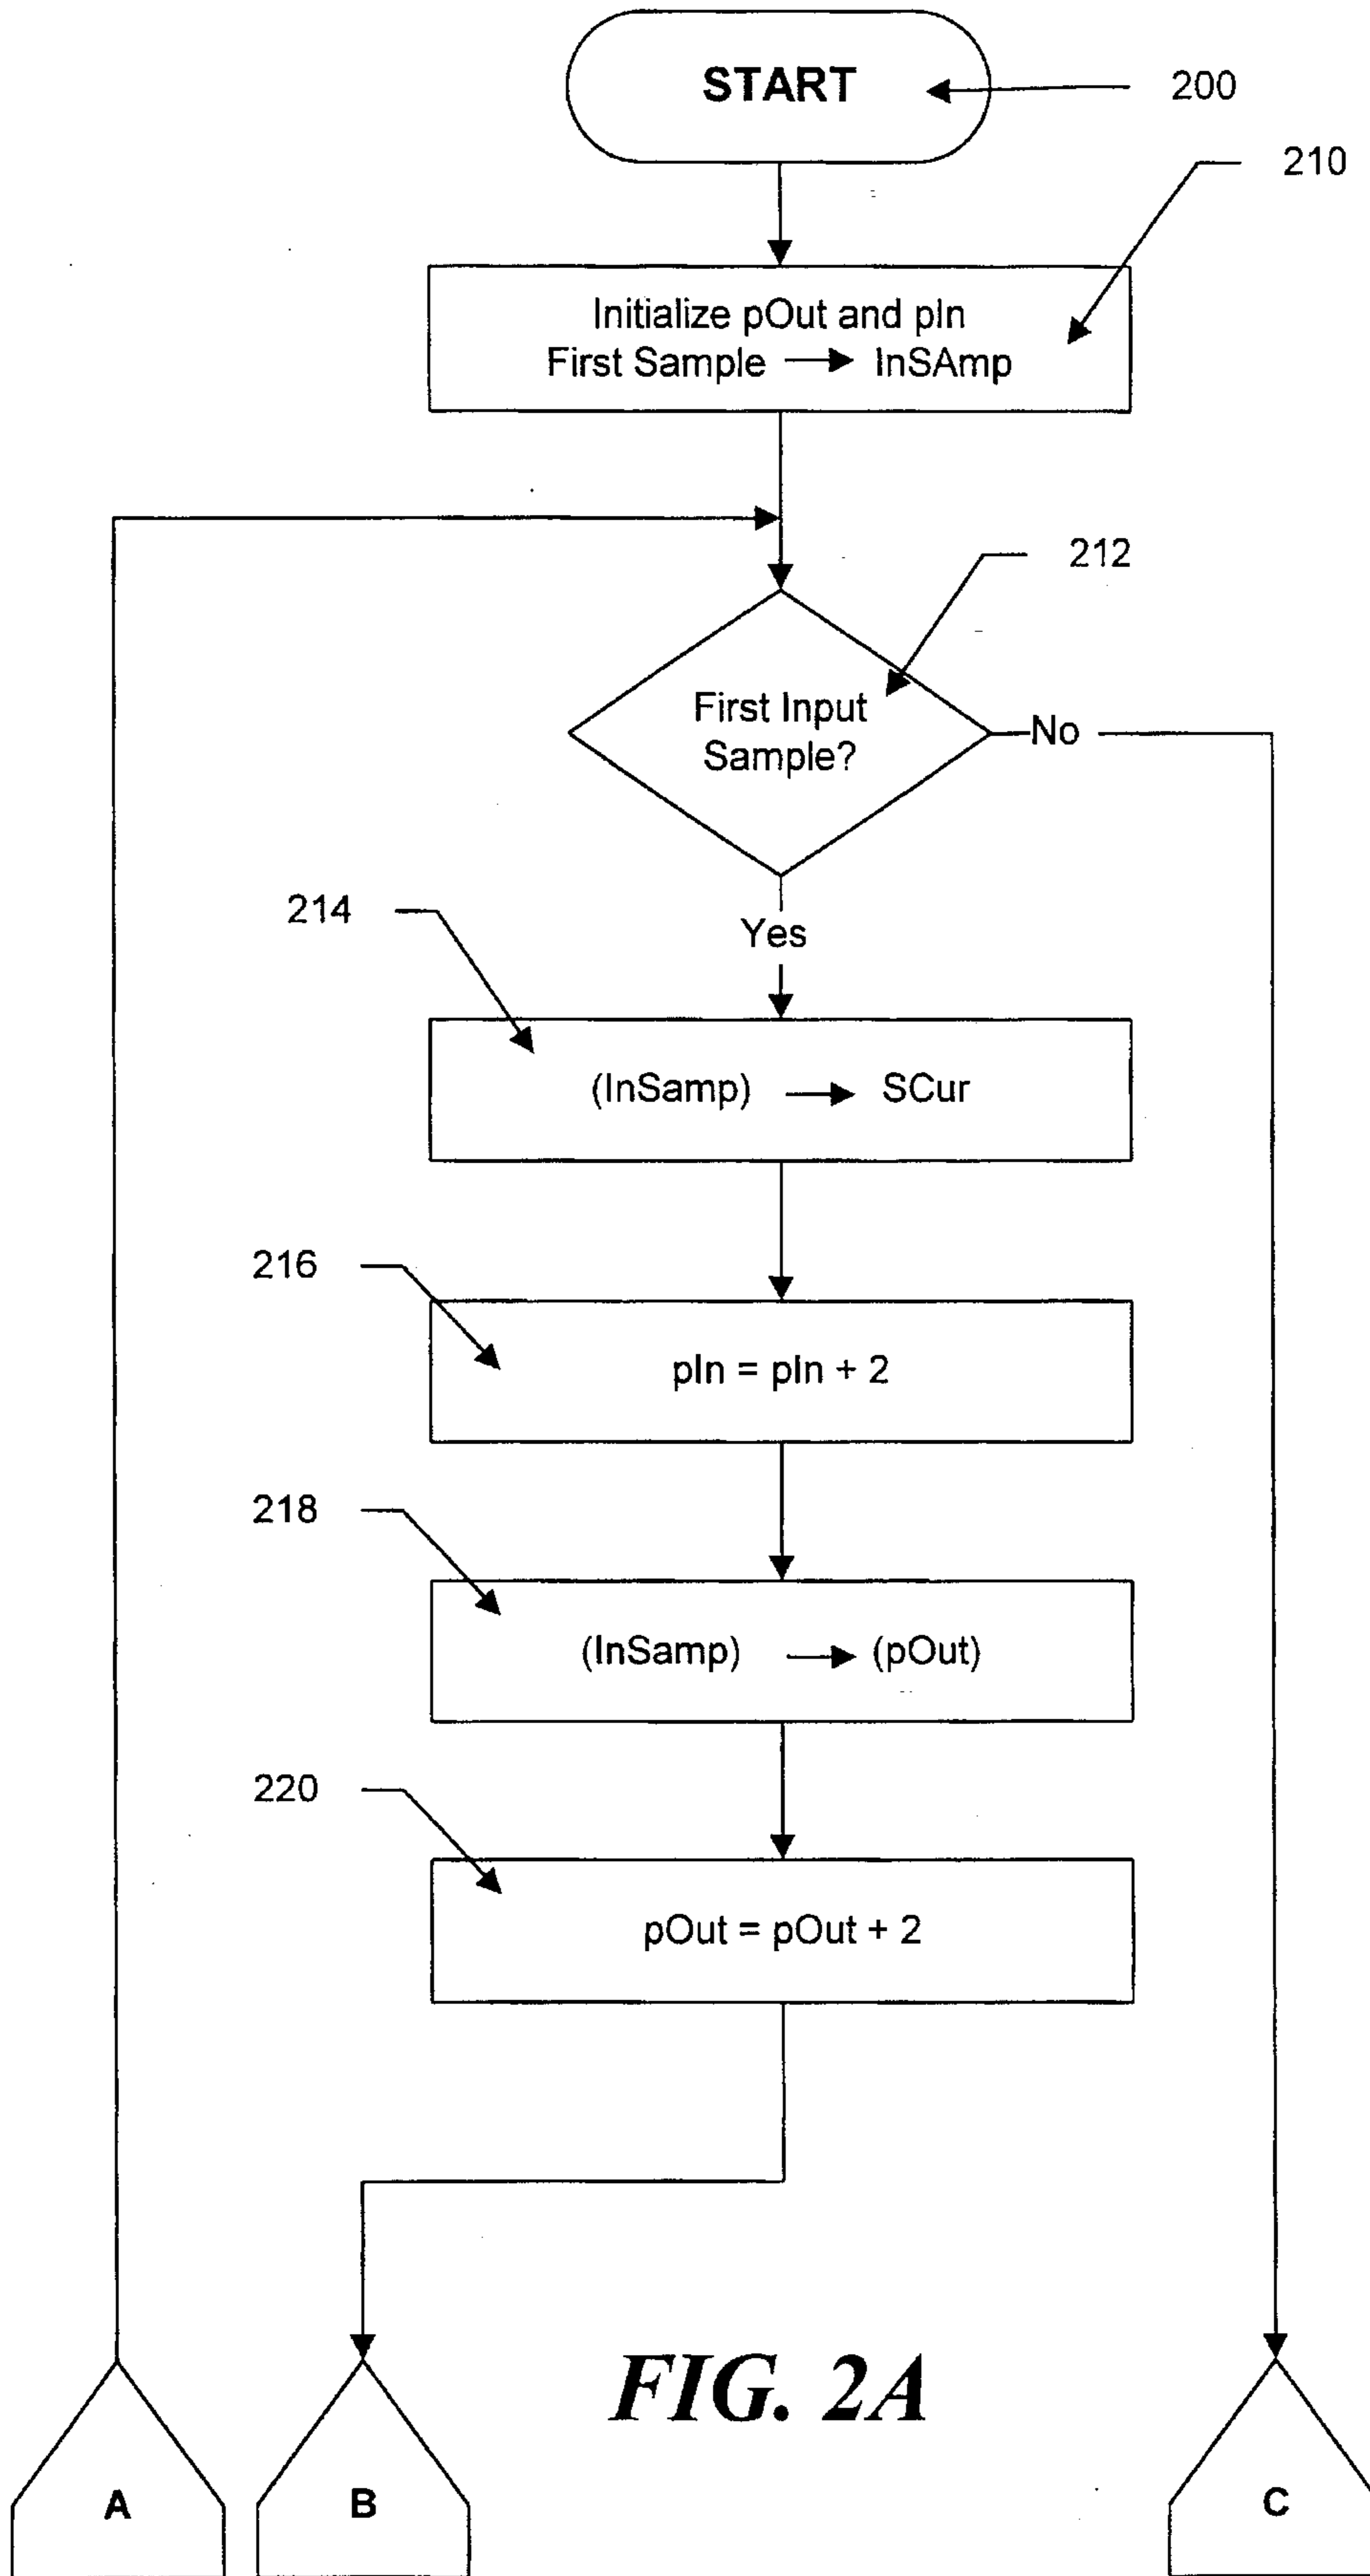 START
200
210
Initialize pOut and pIn
First Sample → InSAmp
212
First Input
Sample?
No
Yes
214
(InSamp) → SCur
216
pIn = pIn + 2
218
(InSamp) → (pOut)
220
pOut = pOut + 2
FIG. 2A
A
B
C